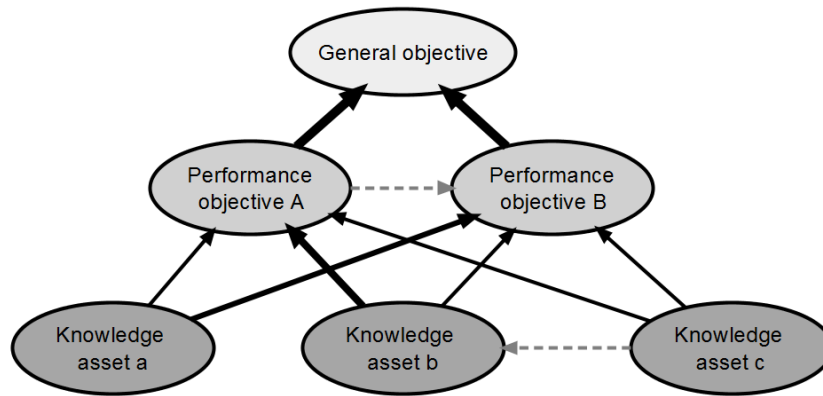 General objective
Performance
objective A
Performance
objective B
Knowledge
asset a
Knowledge
asset b
Knowledge
asset c